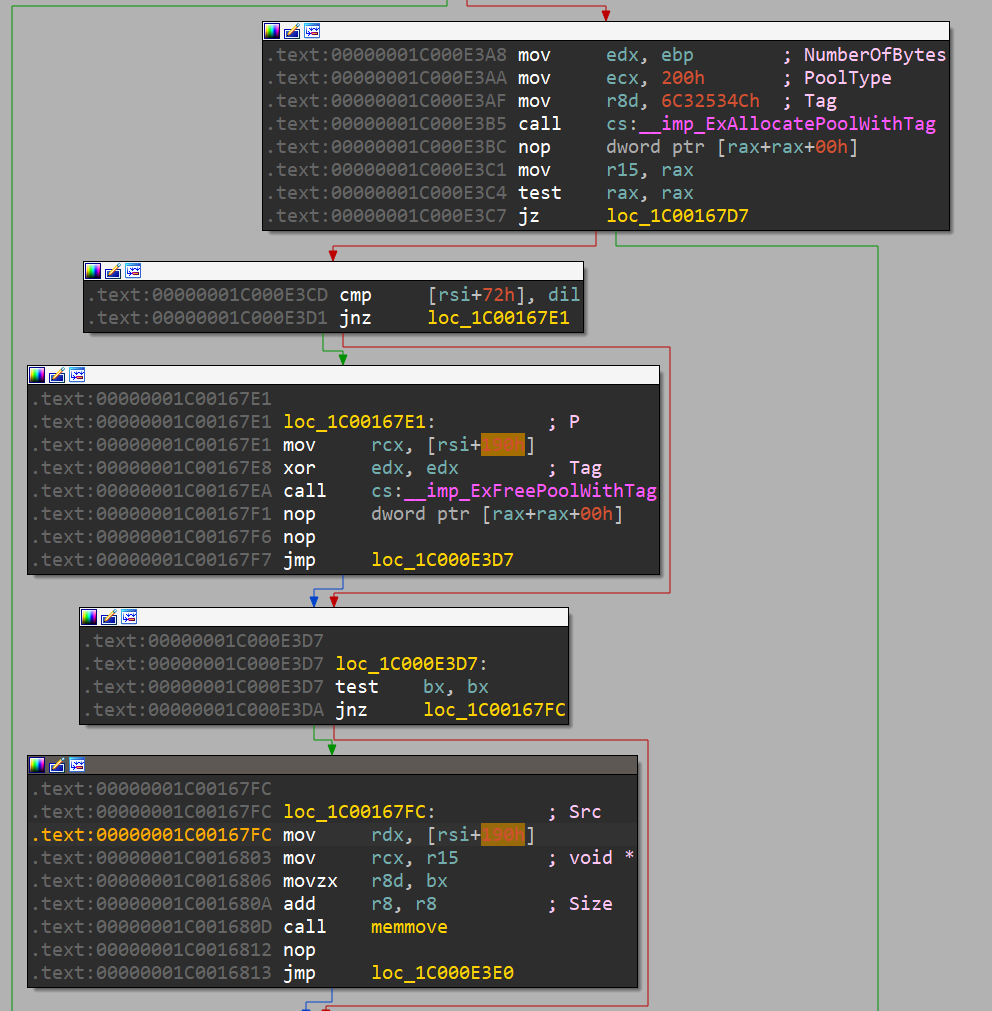 .text:00000001C000E3A8 mov edx, ebp ; NumberOfBytes
.text:00000001C000E3AA mov ecx, 200h ; PoolType
.text:00000001C000E3AF mov r8d, 6C32534Ch ; Tag
.text:00000001C000E3B5 call cs:__imp_ExAllocatePoolWithTag
.text:00000001C000E3BC nop dword ptr [rax+rax+00h]
.text:00000001C000E3C1 mov r15, rax
.text:00000001C000E3C4 test rax, rax
.text:00000001C000E3C7 jz loc_1C00167D7
.text:00000001C000E3CD cmp [rsi+72h], dil
.text:00000001C000E3D1 jnz loc_1C00167E1
.text:00000001C00167E1
.text:00000001C00167E1 loc_1C00167E1: ; P
.text:00000001C00167E1 mov rcx, [rsi+190h]
.text:00000001C00167E8 xor edx, edx ; Tag
.text:00000001C00167EA call cs:__imp_ExFreePoolWithTag
.text:00000001C00167F1 nop dword ptr [rax+rax+00h]
.text:00000001C00167F6 nop
.text:00000001C00167F7 jmp loc_1C000E3D7
.text:00000001C000E3D7
.text:00000001C000E3D7 loc_1C000E3D7:
.text:00000001C000E3D7 test bx, bx
.text:00000001C000E3DA jnz loc_1C00167FC
.text:00000001C00167FC
.text:00000001C00167FC loc_1C00167FC: ; Src
.text:00000001C00167FC mov rdx, [rsi+190h]
.text:00000001C0016803 mov rcx, r15 ; void *
.text:00000001C0016806 movzx r8d, bx
.text:00000001C001680A add r8, r8 ; Size
.text:00000001C001680D call memmove
.text:00000001C0016812 nop
.text:00000001C0016813 jmp loc_1C000E3E0